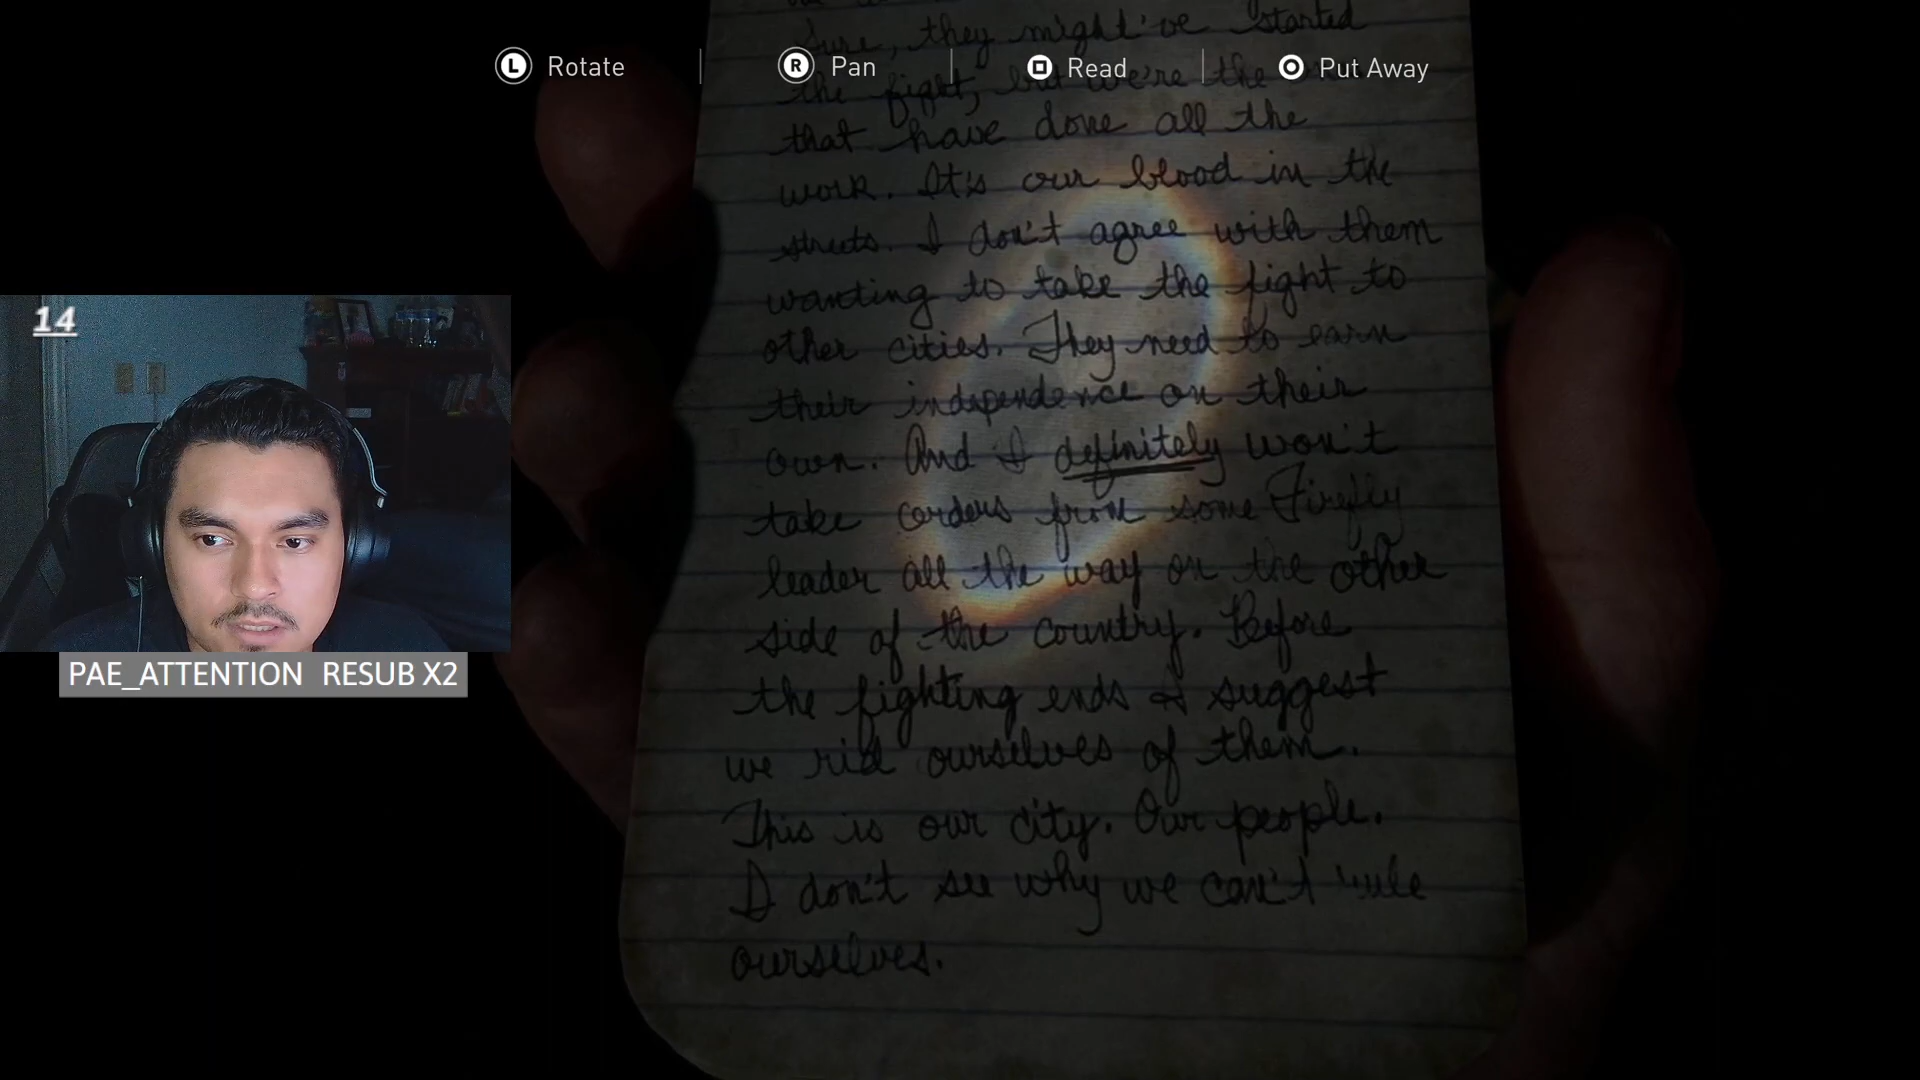 Sure, they might've started
L Rotate R Pan Read Put Away
the fight, but we're the
that have done all the
work. It's our blood in the
streets. I don't agree with them
wanting to take the fight to
other cities. They need to earn
their independence on their
own. And I definitely won't
take orders from some Firefly
leader all the way on the other
side of the country. Before
the fighting ends I suggest
we rid ourselves of them.
This is our city. Our people.
I don't see why we can't rule
ourselves.
14
PAE_ATTENTION RESUB X2